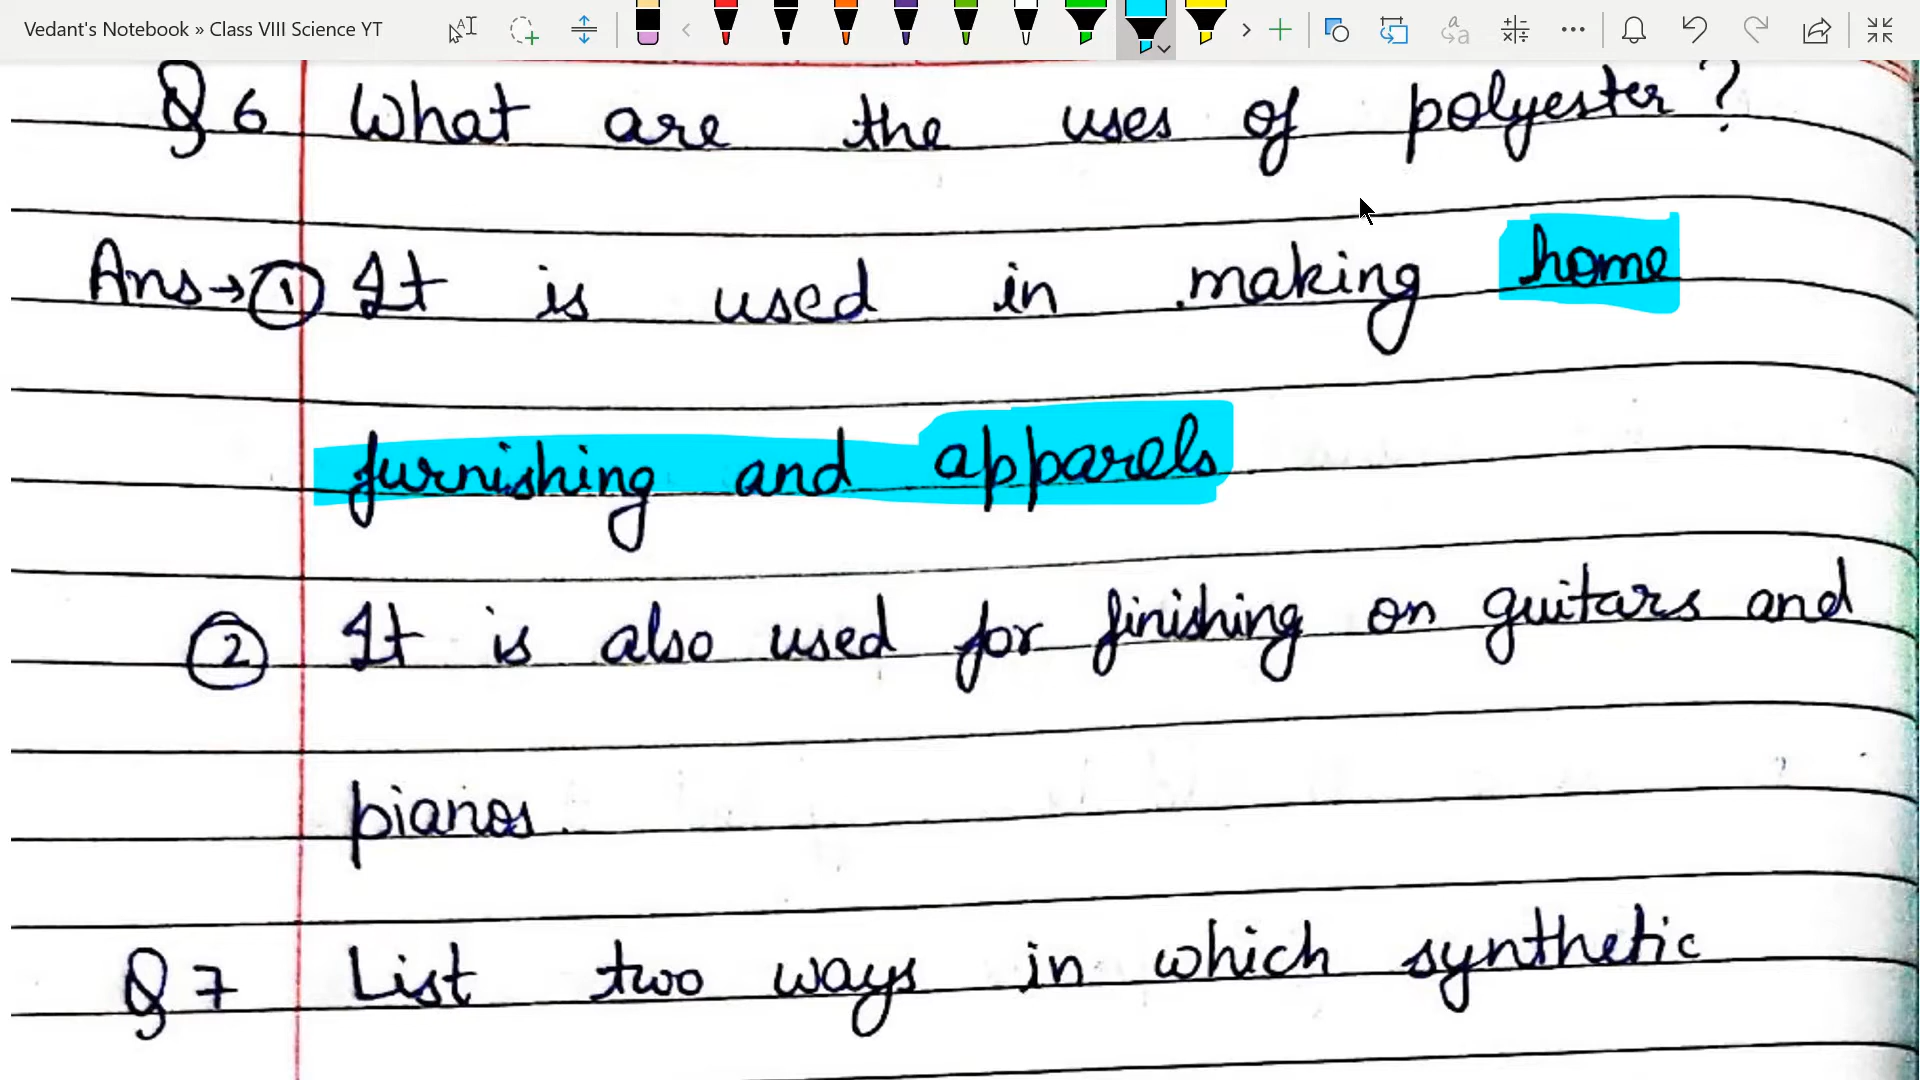 Vedant's Notebook » Class VIII Science YT
Q 6 What are the uses of polyester?
Ans→ ① It is used in making home
furnishing and apparels
② It is also used for finishing on guitars and
pianos.
Q 7 List two ways in which synthetic